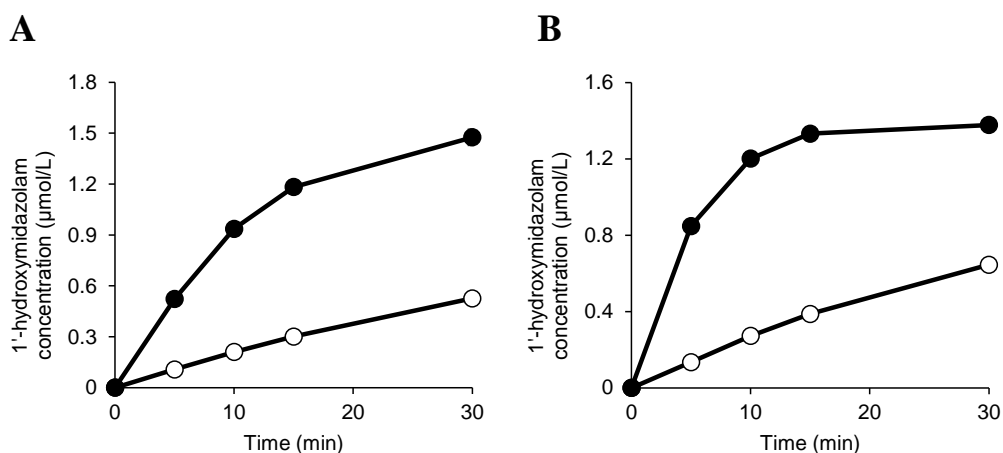 A
1'-hydroxymidazolam
concentration (µmol/L)
1.8
1.5
1.2
0.9
0.6
0.3
0
0
10
20
30
Time (min)
B
1'-hydroxymidazolam
concentration (µmol/L)
1.6
1.2
0.8
0.4
0
0
10
20
30
Time (min)